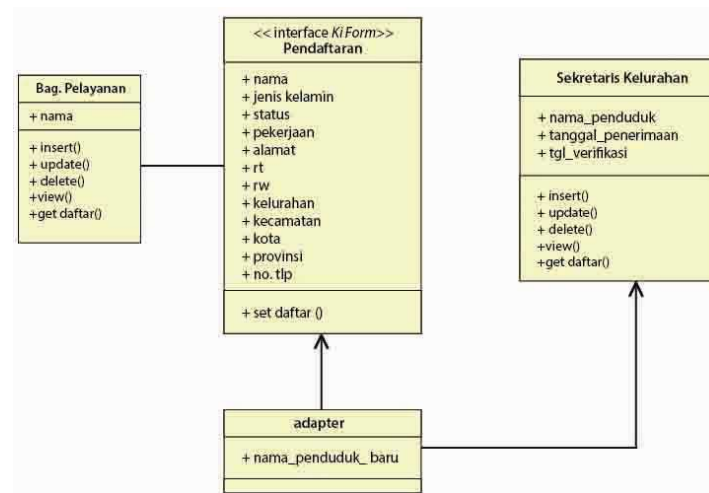 Bag. Pelayanan
+ nama
+ insert()
+ update()
+ delete()
+view()
+get daftar()
<< interface Ki Form>>
Pendaftaran
+ nama
+ jenis kelamin
+ status
+ pekerjaan
+ alamat
+ rt
+ rw
+ kelurahan
+ kecamatan
+ kota
+ provinsi
+ no. tlp
+ set daftar ()
Sekretaris Kelurahan
+ nama_penduduk
+ tanggal_penerimaan
+ tgl_verifikasi
+ insert()
+ update()
+ delete()
+view()
+get daftar()
adapter
+ nama_penduduk_ baru